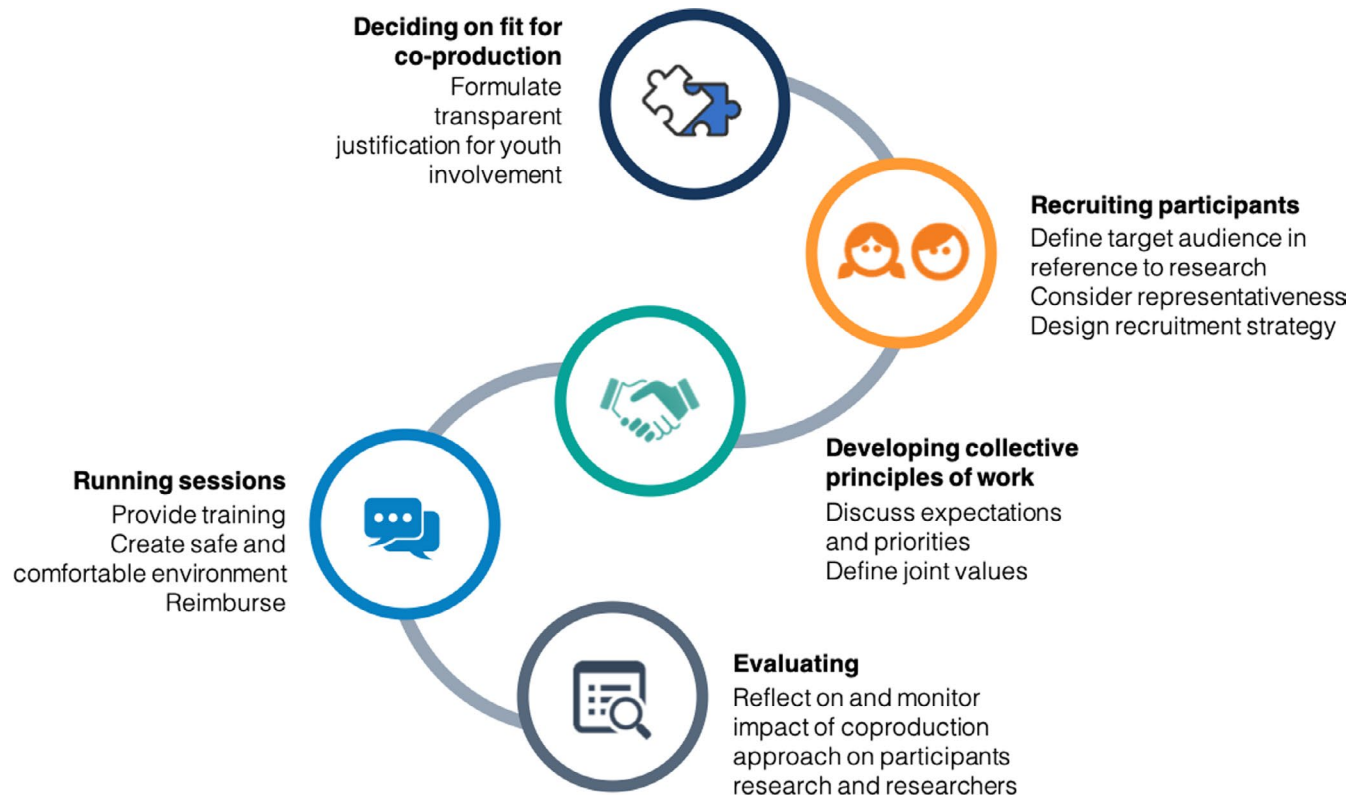 Deciding on fit for
co-production
Formulate
transparent
justification for youth
involvement
Recruiting participants
Define target audience in
reference to research
Consider representativeness
Design recruitment strategy
Developing collective
principles of work
Discuss expectations
and priorities
Define joint values
Running sessions
Provide training
Create safe and
comfortable environment
Reimburse
Evaluating
Reflect on and monitor
impact of coproduction
approach on participants
research and researchers